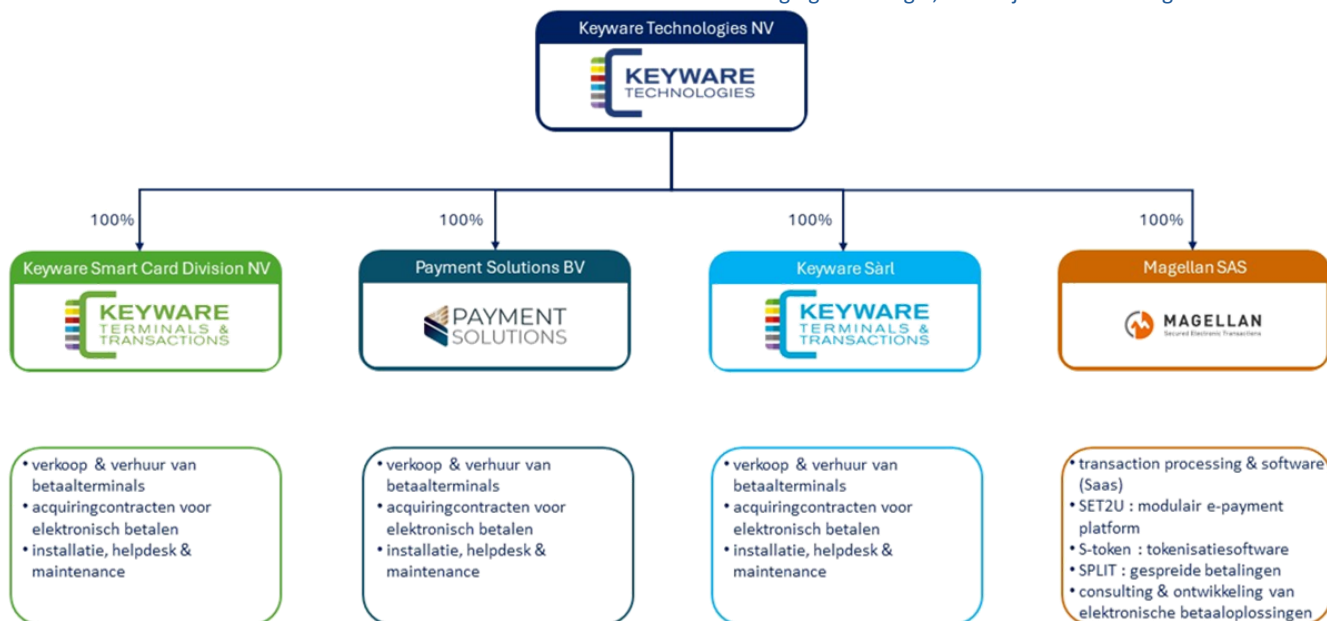 Keyware Technologies NV
KEYWARE
TECHNOLOGIES
100%
100%
100%
100%
Keyware Smart Card Division NV
KEYWARE
TERMINALS &
TRANSACTIONS
Payment Solutions BV
PAYMENT
SOLUTIONS
Keyware Sàrl
KEYWARE
TERMINALS &
TRANSACTIONS
Magellan SAS
MAGELLAN
Secured Electronic Transactions
• verkoop & verhuur van
betaalterminals
• acquiringcontracten voor
elektronisch betalen
• installatie, helpdesk &
maintenance
• verkoop & verhuur van
betaalterminals
• acquiringcontracten voor
elektronisch betalen
• installatie, helpdesk &
maintenance
• verkoop & verhuur van
betaalterminals
• acquiringcontracten voor
elektronisch betalen
• installatie, helpdesk &
maintenance
• transaction processing & software
(Saas)
• SET2U : modulair e-payment
platform
• S-token : tokenisatiesoftware
• SPLIT : gespreide betalingen
• consulting & ontwikkeling van
elektronische betaaloplossingen